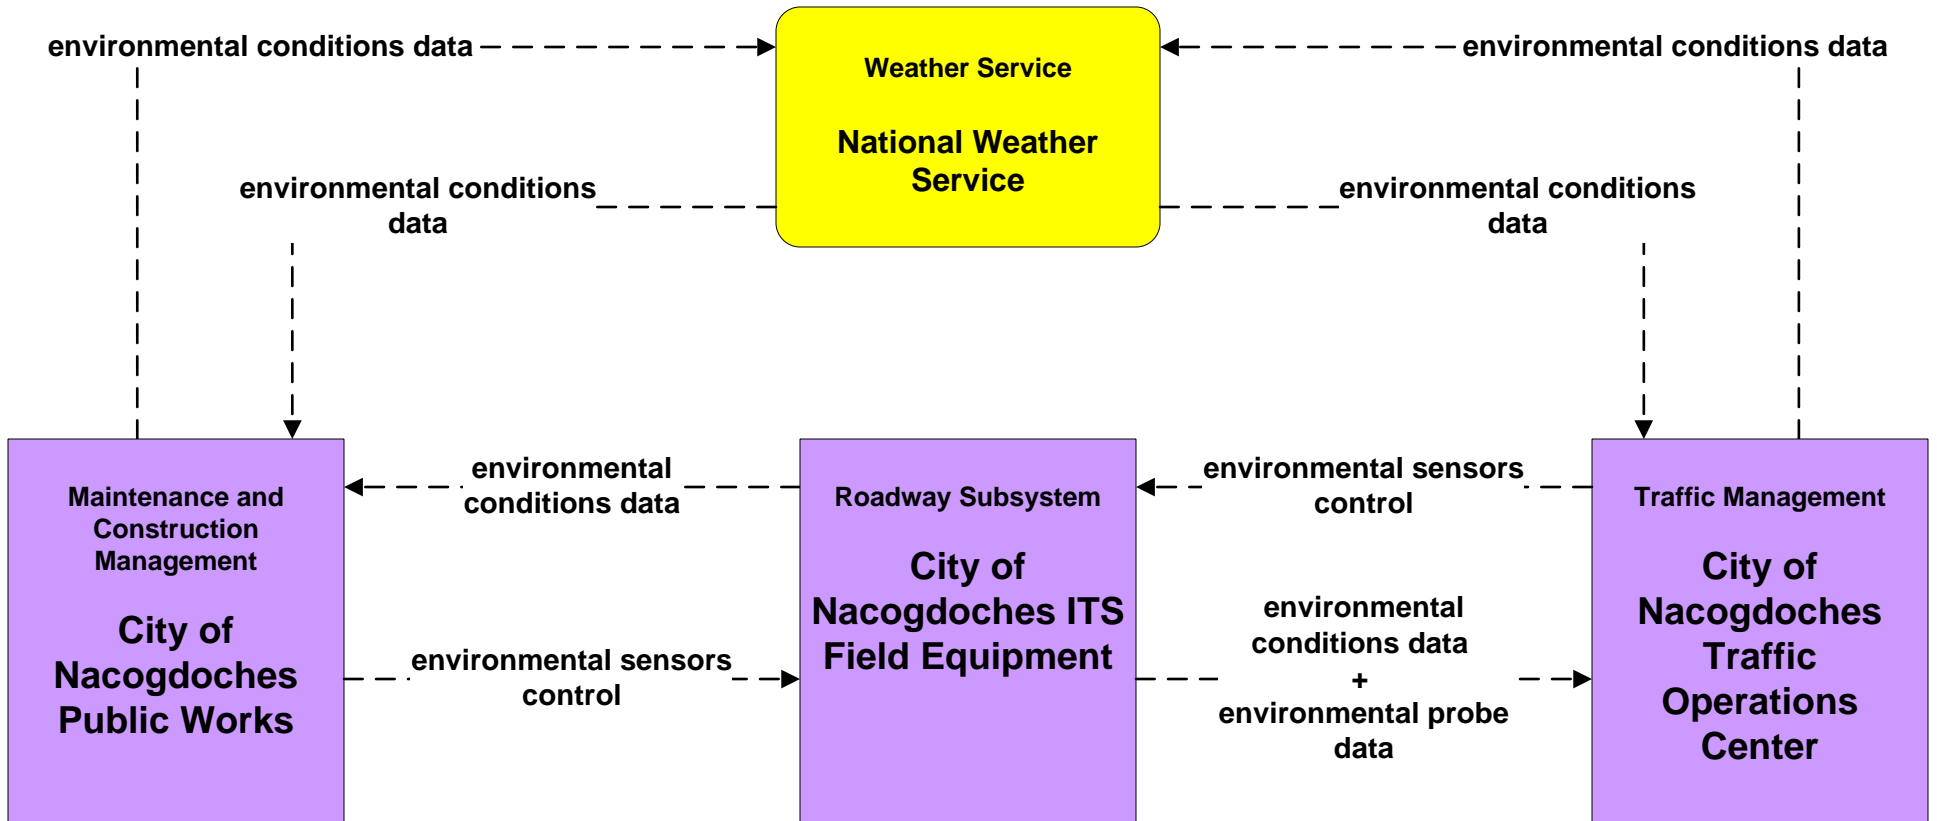 environmental conditions data
environmental conditions data
Weather Service
National Weather
Service
environmental conditions
data
environmental conditions
data
Maintenance and
Construction
Management
City of
Nacogdoches
Public Works
environmental
conditions data
environmental sensors
control
Roadway Subsystem
City of
Nacogdoches ITS
Field Equipment
environmental sensors
control
environmental
conditions data
+
environmental probe
data
Traffic Management
City of
Nacogdoches
Traffic
Operations
Center